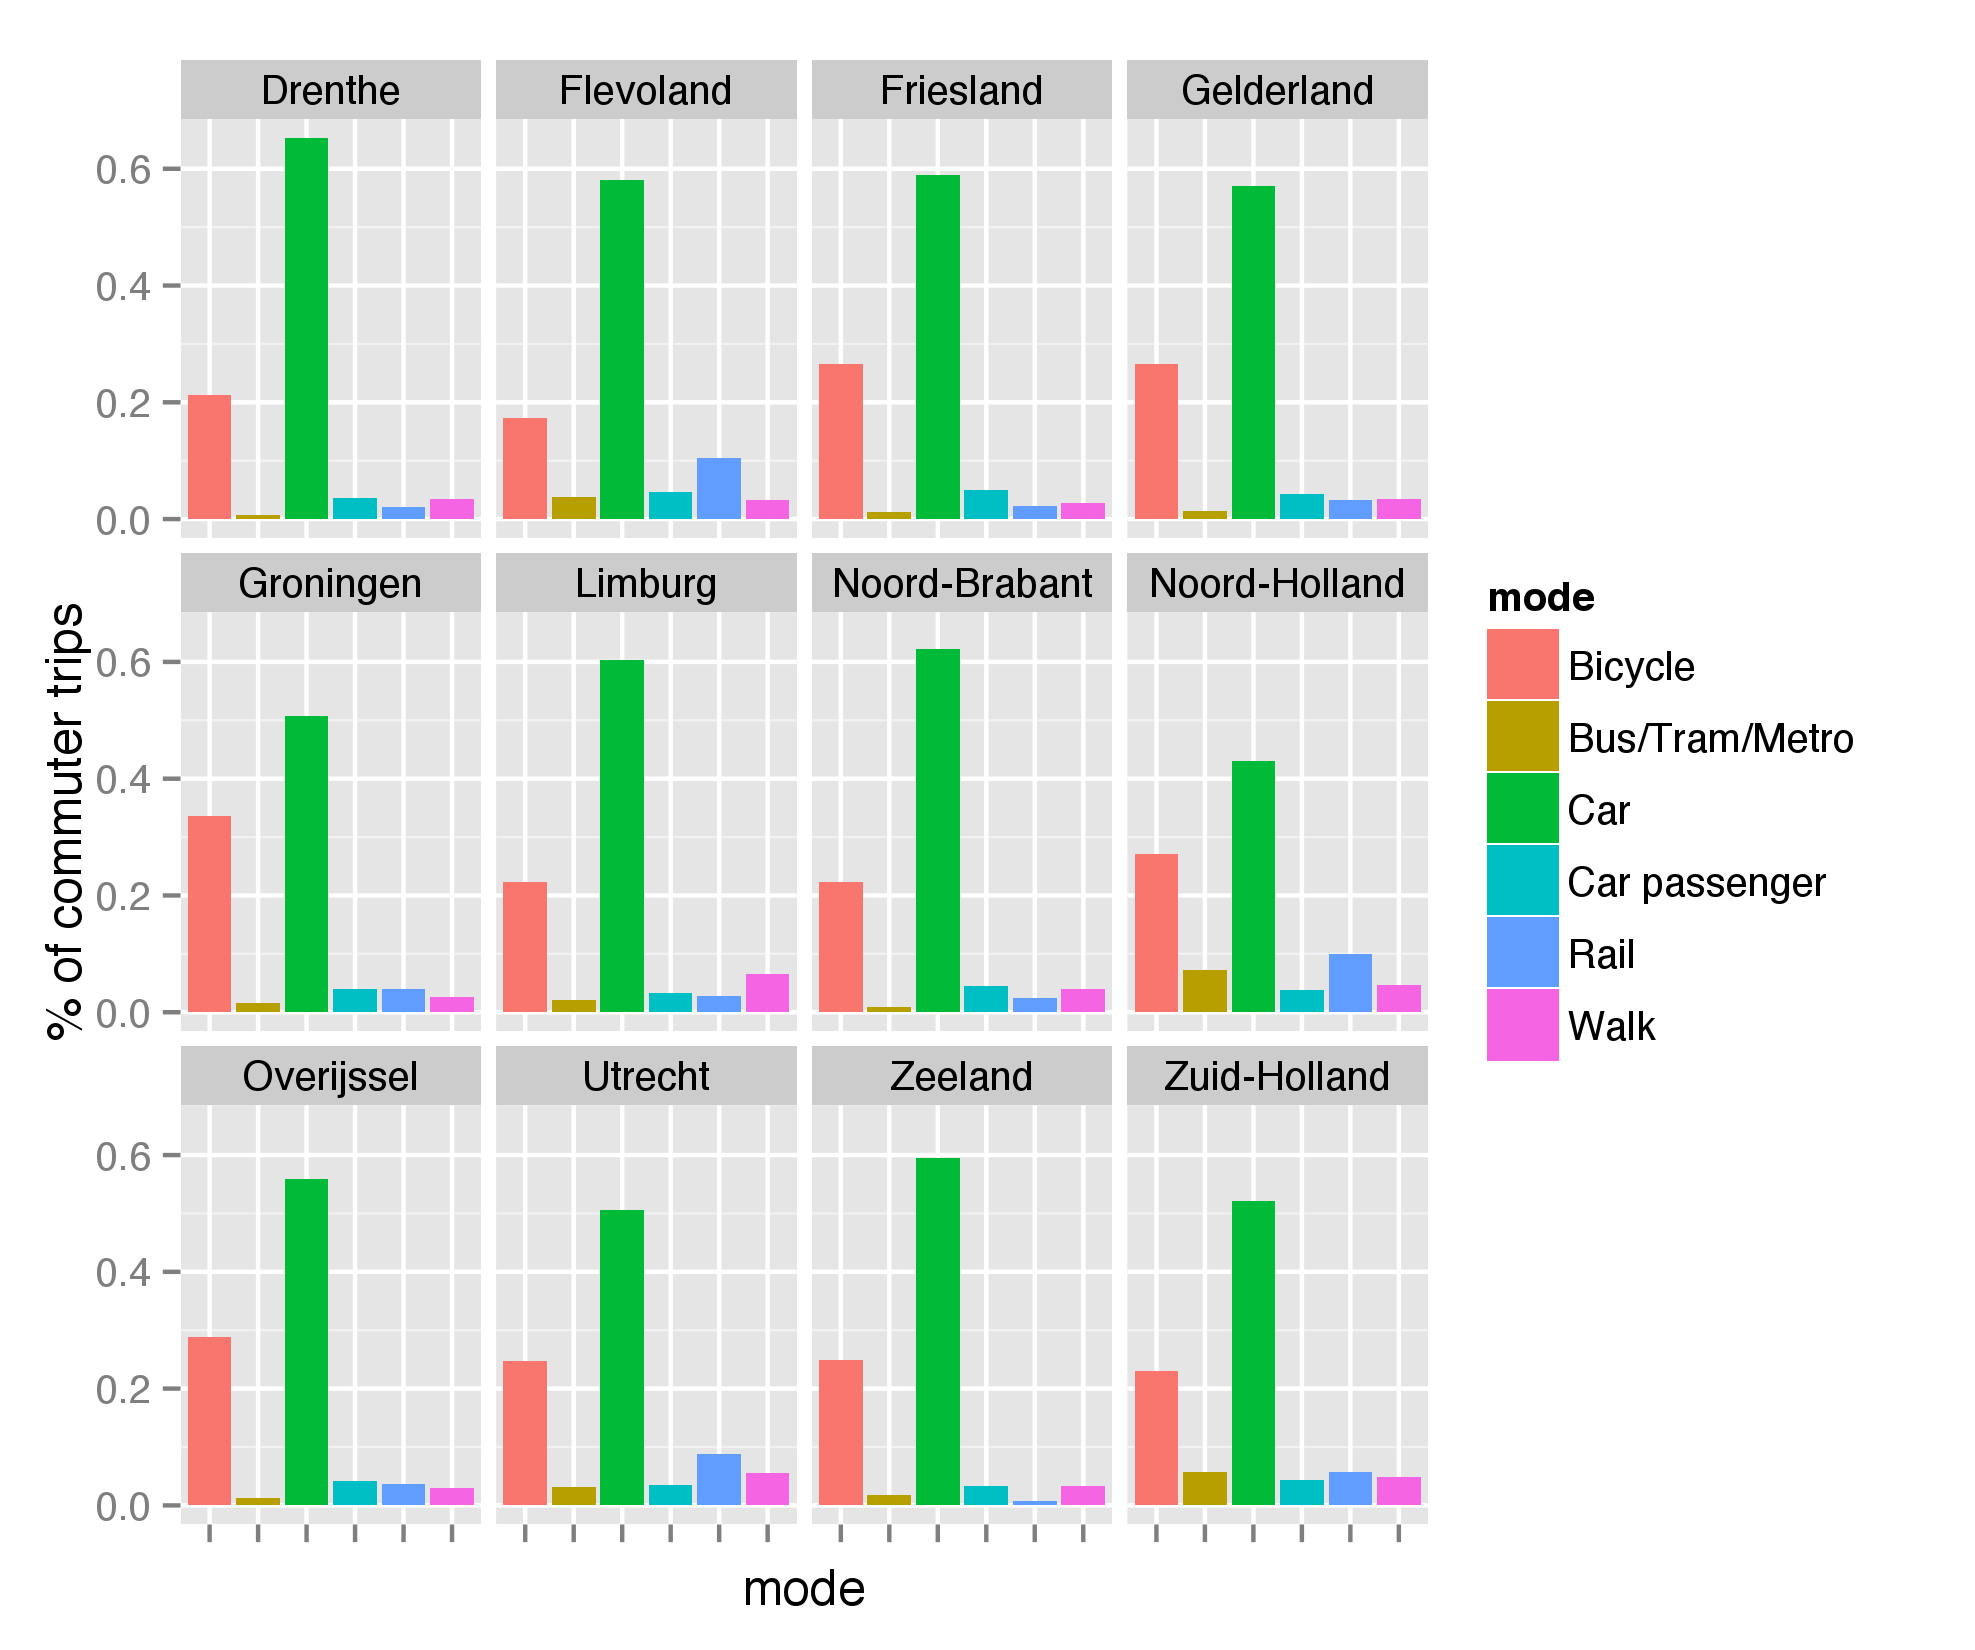 Drenthe Flevoland Friesland Gelderland
0.6
0.4
0.2
0.0
Groningen Limburg Noord-Brabant Noord-Holland
0.6
0.4
0.2
0.0
Overijssel Utrecht Zeeland Zuid-Holland
0.6
0.4
0.2
0.0
% of commuter trips
mode
mode
Bicycle
Bus/Tram/Metro
Car
Car passenger
Rail
Walk